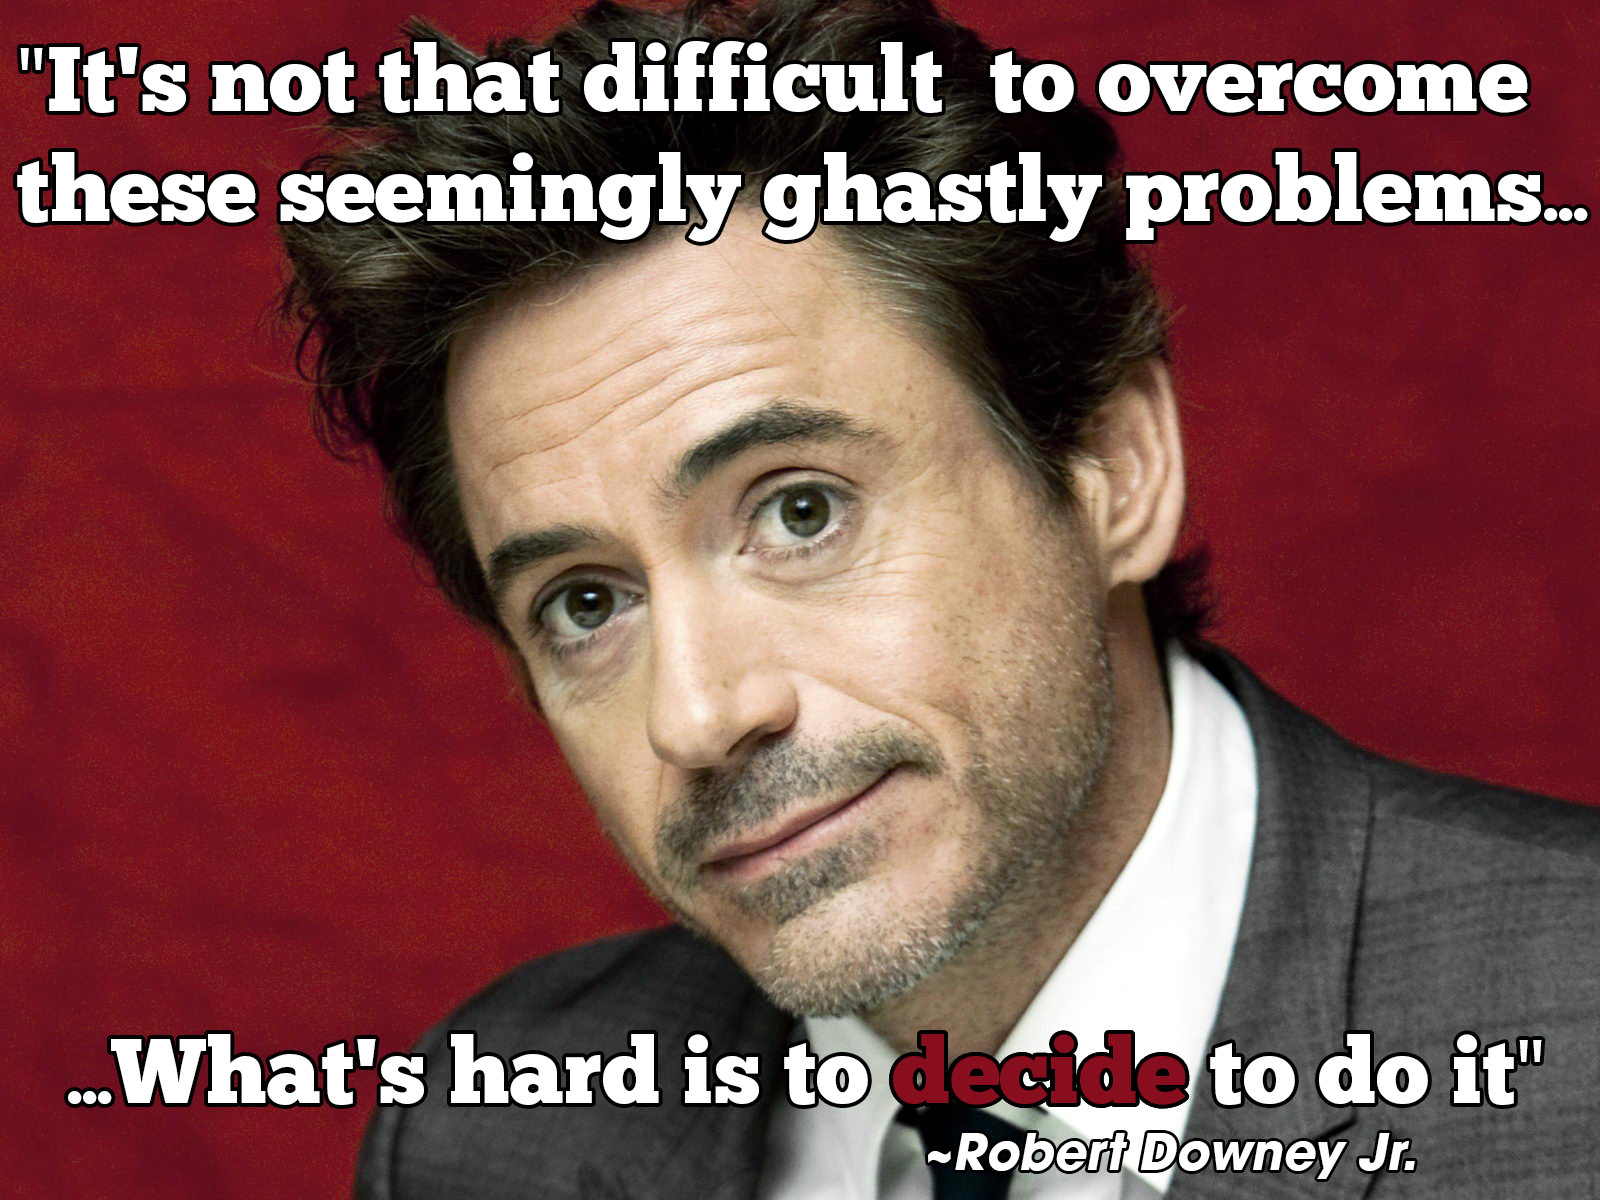 "It's not that difficult  to overcome
these seemingly ghastly problems...
...What's hard is to decide to do it"
~Robert Downey Jr.